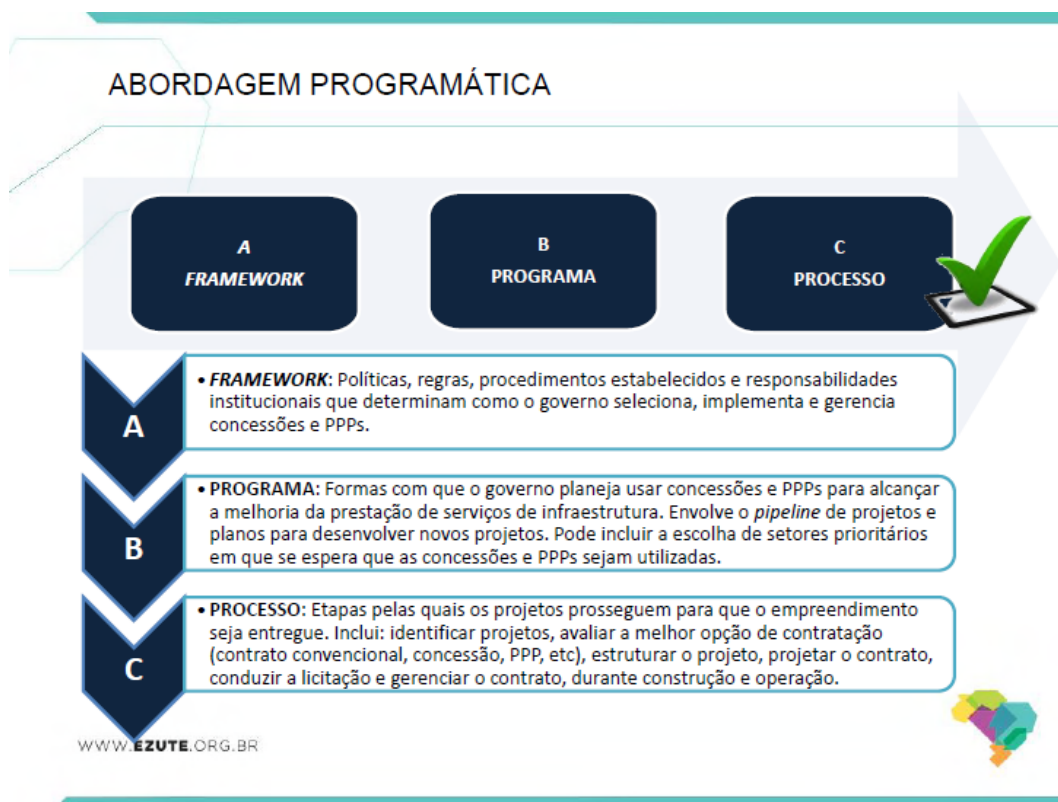 ABORDAGEM PROGRAMÁTICA
A
FRAMEWORK
B
PROGRAMA
C
PROCESSO
A
• FRAMEWORK: Políticas, regras, procedimentos estabelecidos e responsabilidades
institucionais que determinam como o governo seleciona, implementa e gerencia
concessões e PPPs.
B
• PROGRAMA: Formas com que o governo planeja usar concessões e PPPs para alcançar
a melhoria da prestação de serviços de infraestrutura. Envolve o pipeline de projetos e
planos para desenvolver novos projetos. Pode incluir a escolha de setores prioritários
em que se espera que as concessões e PPPs sejam utilizadas.
C
• PROCESSO: Etapas pelas quais os projetos prosseguem para que o empreendimento
seja entregue. Inclui: identificar projetos, avaliar a melhor opção de contratação
(contrato convencional, concessão, PPP, etc), estruturar o projeto, projetar o contrato,
conduzir a licitação e gerenciar o contrato, durante construção e operação.
WWW.EZUTE.ORG.BR